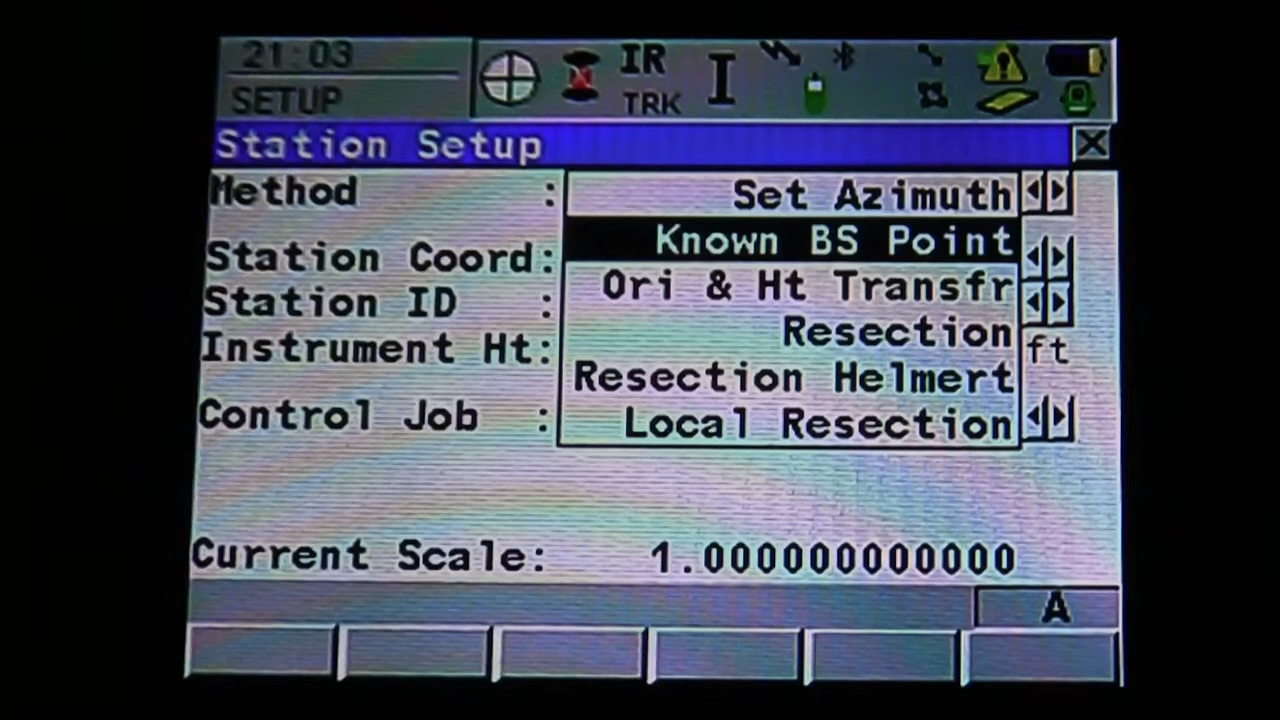 21:03
IR
SETUP
TRK
I
Station Setup
Method : Set Azimuth
Known BS Point
Station Coord:
Ori & Ht Transfr
Station ID :
Resection
Instrument Ht: ft
Resection Helmert
Control Job : Local Resection
Current Scale: 1.000000000000
A